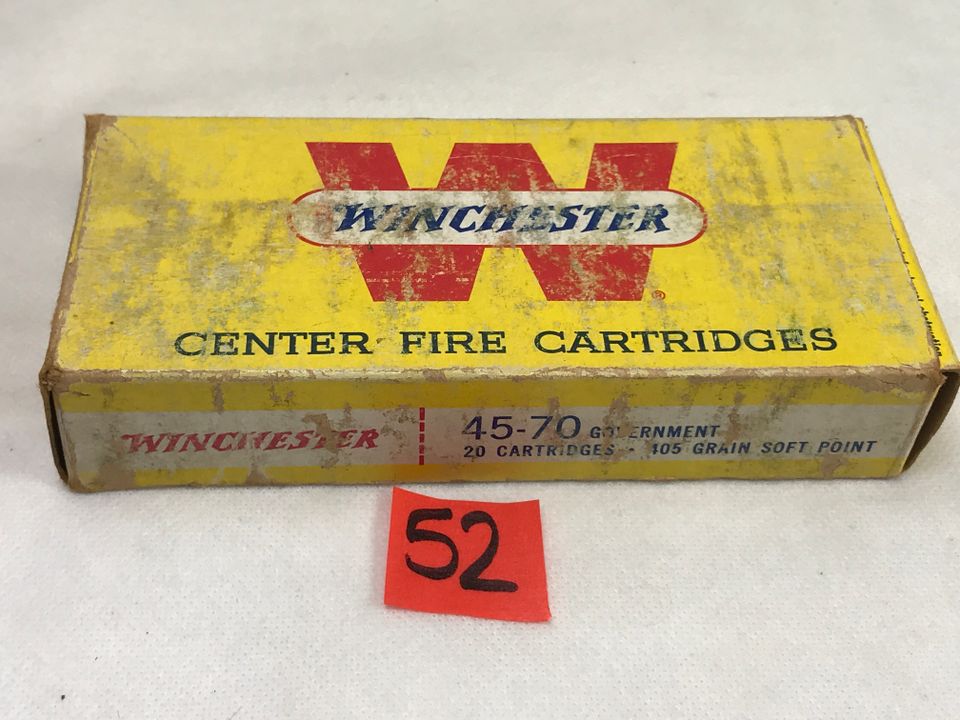 WINCHESTER
®
CENTER FIRE CARTRIDGES
WINCHESTER
45-70 GOVERNMENT
20 CARTRIDGES - 405 GRAIN SOFT POINT
52